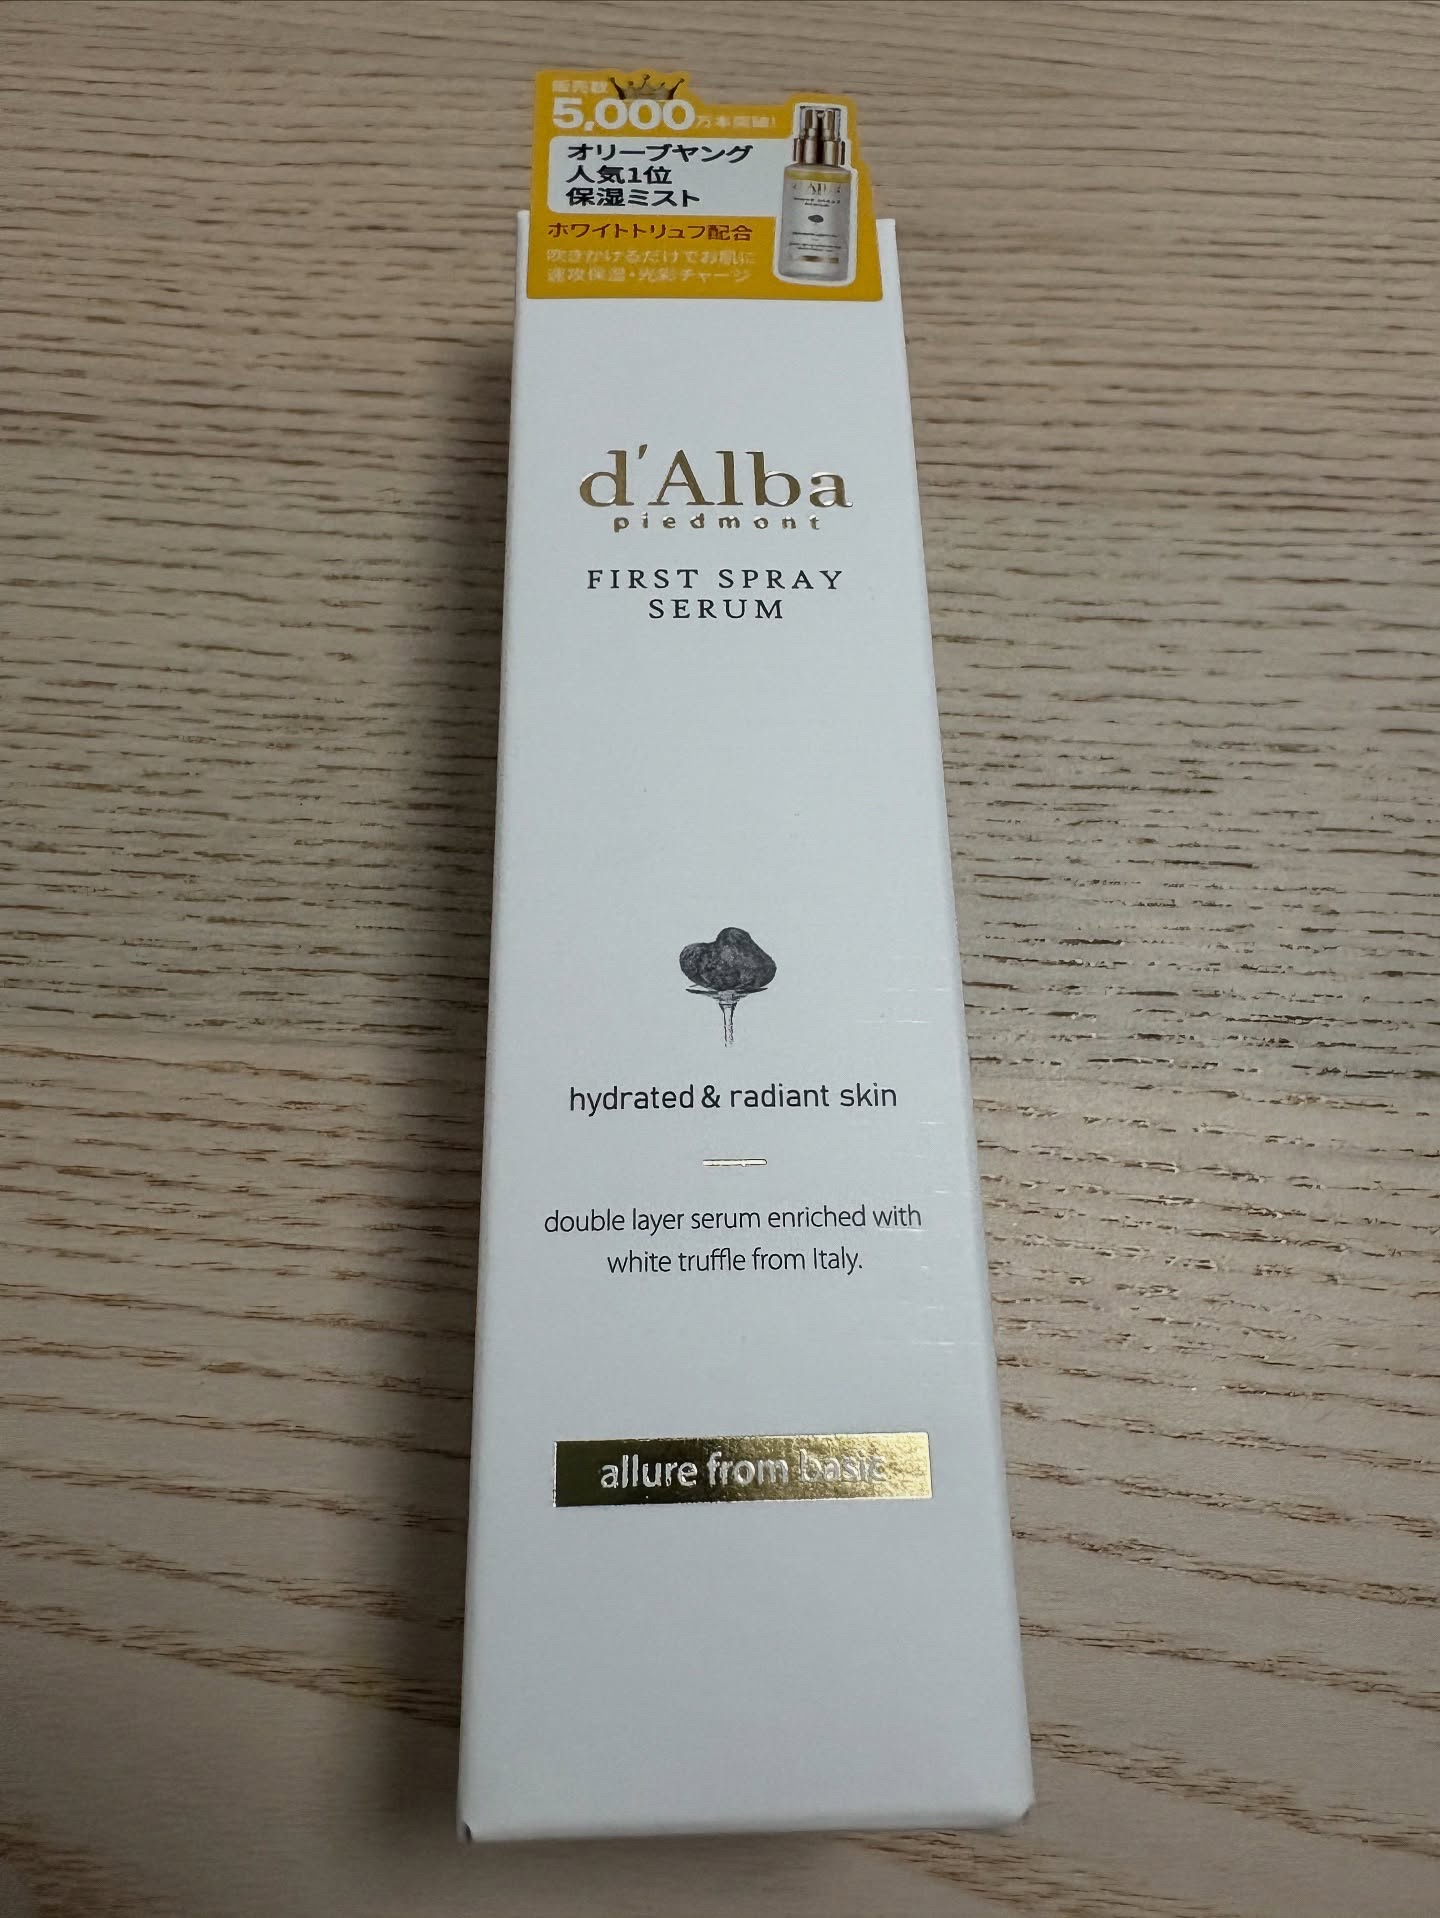 販売数
5,000万本突破!
オリーブヤング
人気1位
保湿ミスト
ホワイトトリュフ配合
吹きかけるだけでお肌に
速攻保湿・光彩チャージ
d'Alba
piedmont
FIRST SPRAY
SERUM
hydrated & radiant skin
double layer serum enriched with
white truffle from Italy.
allure from basic